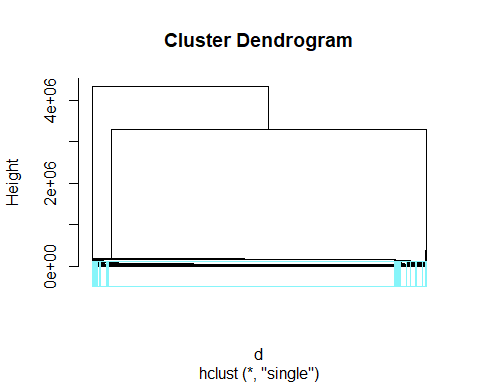 Cluster Dendrogram
Height
4e+06
2e+06
0e+00
d
hclust (*, "single")